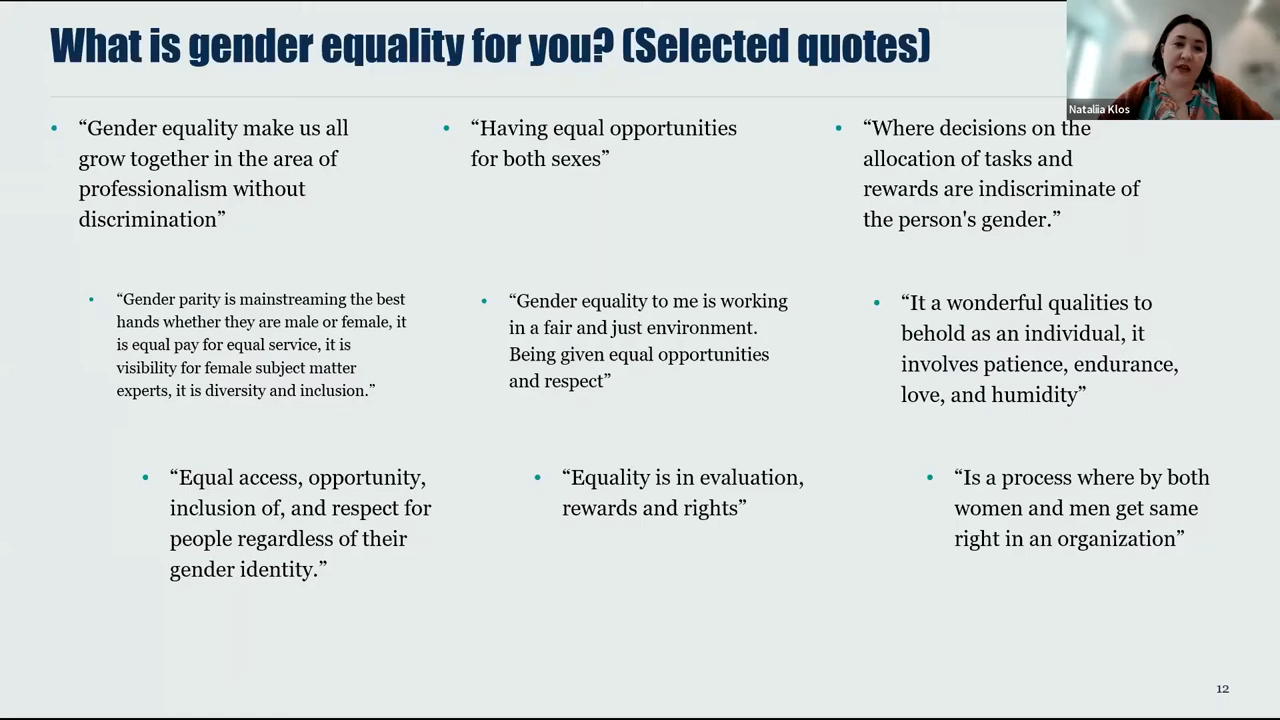 What is gender equality for you? (Selected quotes)
Nataliia Klos
• “Gender equality make us all
grow together in the area of
professionalism without
discrimination”
• “Having equal opportunities
for both sexes”
• “Where decisions on the
allocation of tasks and
rewards are indiscriminate of
the person's gender.”
• “Gender parity is mainstreaming the best
hands whether they are male or female, it
is equal pay for equal service, it is
visibility for female subject matter
experts, it is diversity and inclusion.”
• “Gender equality to me is working
in a fair and just environment.
Being given equal opportunities
and respect”
• “It a wonderful qualities to
behold as an individual, it
involves patience, endurance,
love, and humidity”
• “Equal access, opportunity,
inclusion of, and respect for
people regardless of their
gender identity.”
• “Equality is in evaluation,
rewards and rights”
• “Is a process where by both
women and men get same
right in an organization”
12